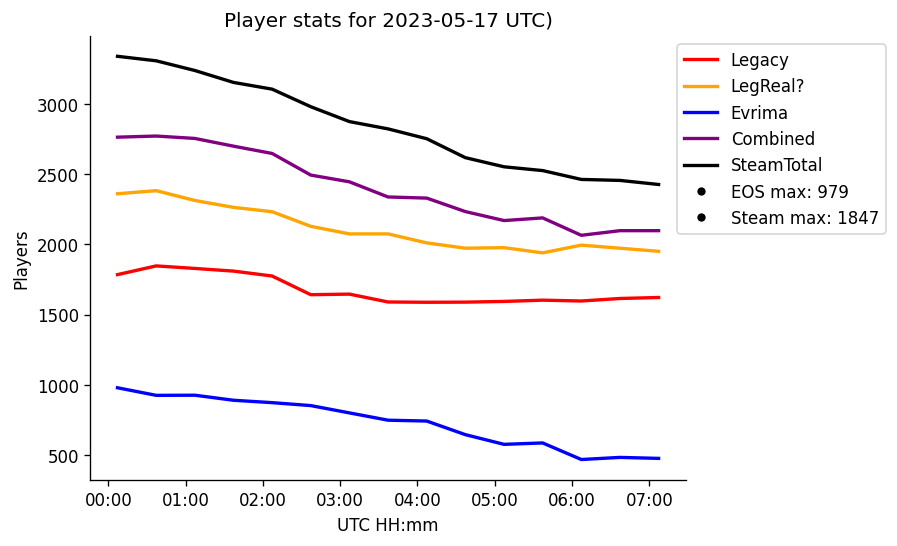 Player stats for 2023-05-17 UTC)
Legacy
LegReal?
Evrima
Combined
SteamTotal
EOS max: 979
Steam max: 1847
Players
3000
2500
2000
1500
1000
500
00:00 01:00 02:00 03:00 04:00 05:00 06:00 07:00
UTC HH:mm